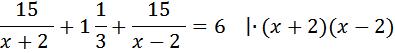 15/(x + 2) + 1 1/3 + 15/(x − 2) = 6 |· (x + 2)(x − 2)